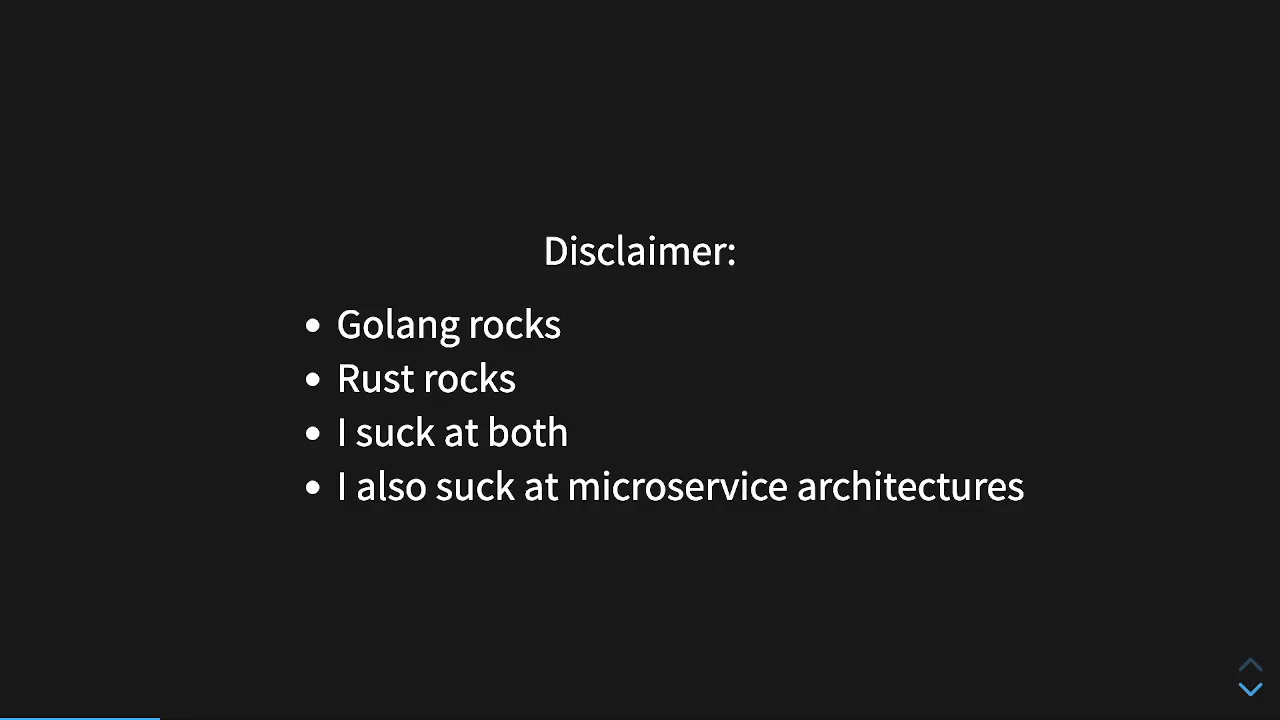 Disclaimer:
• Golang rocks
• Rust rocks
• I suck at both
• I also suck at microservice architectures